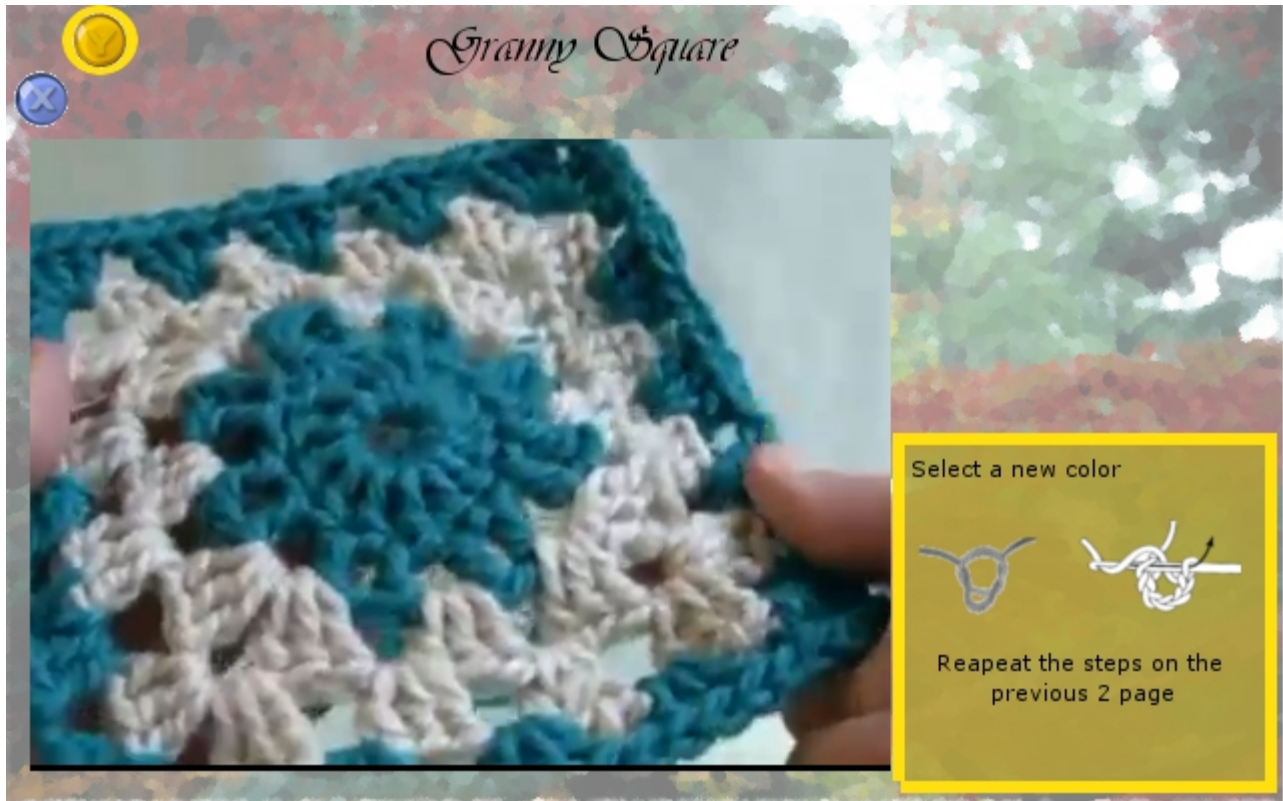 Granny Square
Y
X
Select a new color
Reapeat the steps on the
previous 2 page